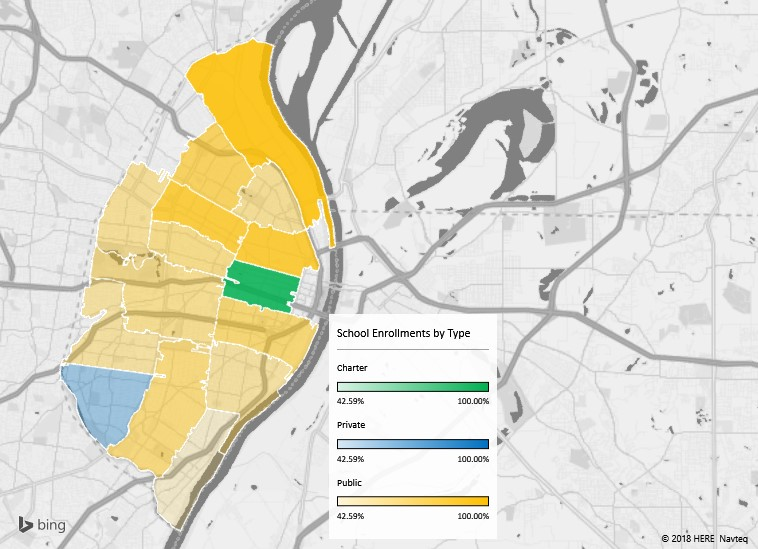 School Enrollments by Type
Charter
42.59% 100.00%
Private
42.59% 100.00%
Public
42.59% 100.00%
bing
© 2018 HERE Navteq